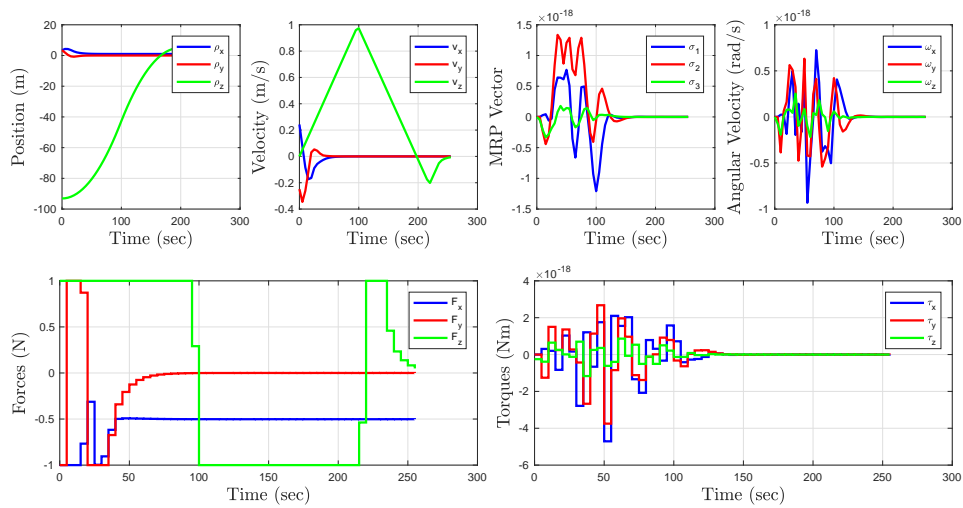 20
0
-20
-40
-60
-80
-100
0
100
200
300
Position (m)
Time (sec)
ρx
ρy
ρz
1
0.8
0.6
0.4
0.2
0
-0.2
-0.4
0
100
200
300
Velocity (m/s)
Time (sec)
vx
vy
vz
×10-18
1.5
1
0.5
0
-0.5
-1
-1.5
0
100
200
300
MRP Vector
Time (sec)
σ1
σ2
σ3
×10-18
1
0.5
0
-0.5
-1
0
100
200
300
Angular Velocity (rad/s)
Time (sec)
ωx
ωy
ωz
1
0.5
0
-0.5
-1
0
50
100
150
200
250
300
Forces (N)
Time (sec)
Fx
Fy
Fz
×10-18
4
2
0
-2
-4
-6
0
50
100
150
200
250
300
Torques (Nm)
Time (sec)
τx
τy
τz